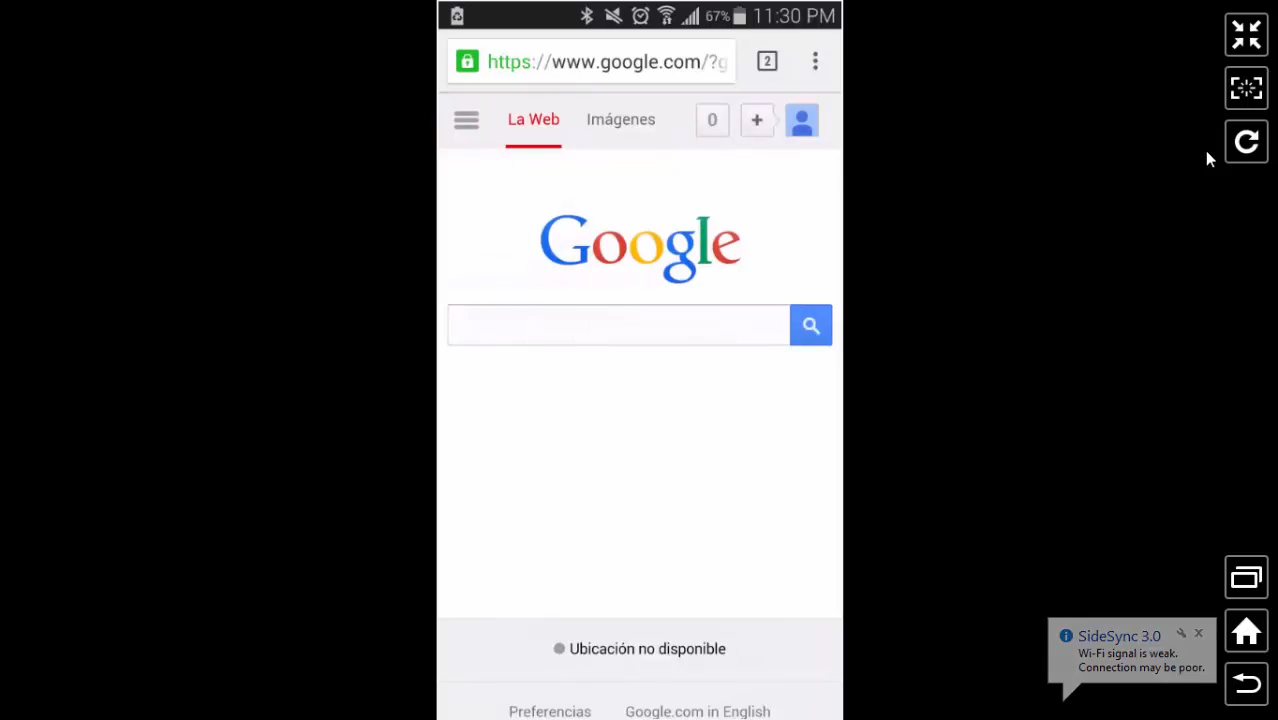 67% 11:30 PM
https://www.google.com/?g
2
La Web Imágenes 0 +
Google
Ubicación no disponible
SideSync 3.0
Wi-Fi signal is weak.
Connection may be poor.
Preferencias Google.com in English